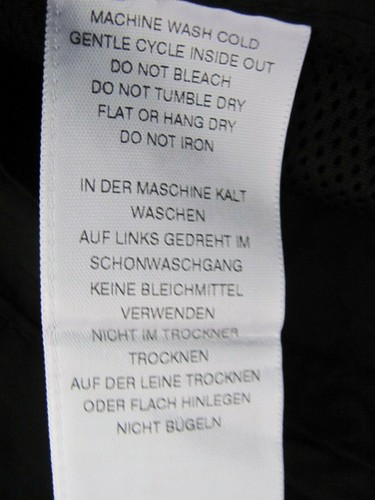 MACHINE WASH COLD
GENTLE CYCLE INSIDE OUT
DO NOT BLEACH
DO NOT TUMBLE DRY
FLAT OR HANG DRY
DO NOT IRON
IN DER MASCHINE KALT
WASCHEN
AUF LINKS GEDREHT IM
SCHONWASCHGANG
KEINE BLEICHMITTEL
VERWENDEN
NICHT IM TROCKNER
TROCKNEN
AUF DER LEINE TROCKNEN
ODER FLACH HINLEGEN
NICHT BÜGELN